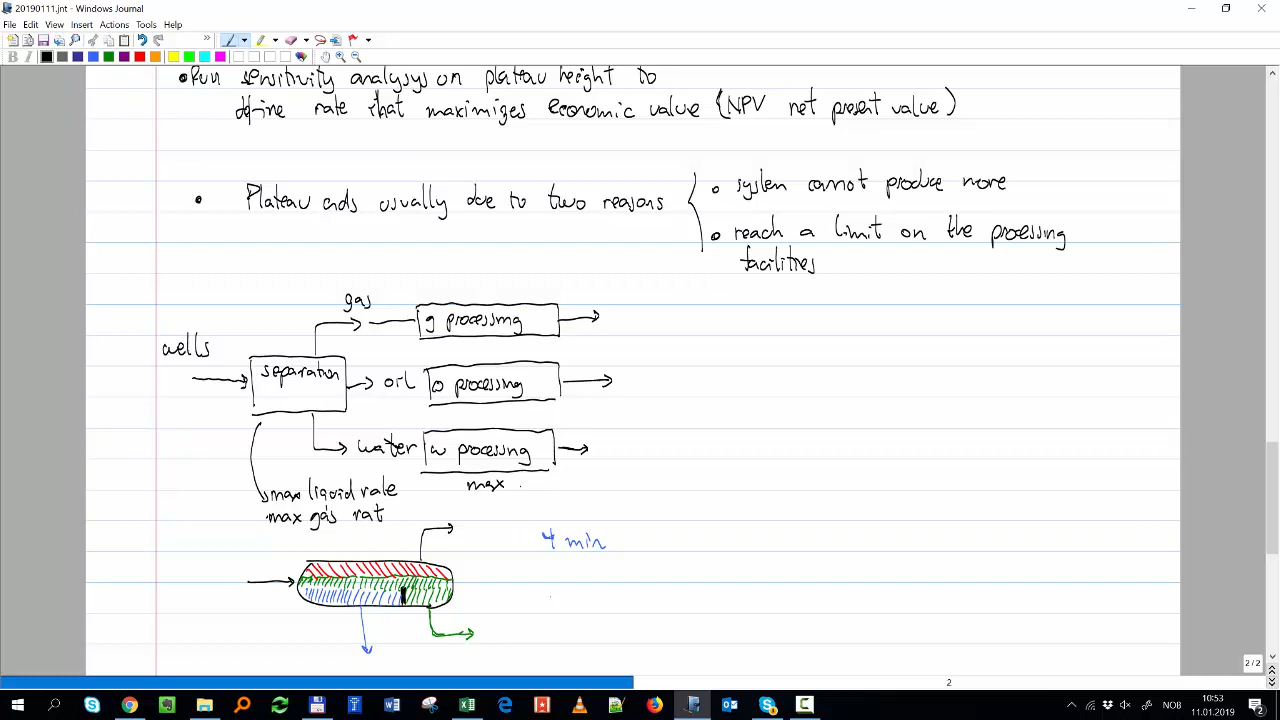 20190111.jnt - Windows Journal
File Edit View Insert Actions Tools Help
•Run sensitivity analysys on plateau height to
define rate that maximizes economic value (NPV net present value)
• Plateau ends usually due to two reasons
• system cannot produce more
• reach a limit on the processing
facilities
gas
g processing
wells
separation
oil
o processing
water
w processing
max
max liquid rate
max gas rat
4 min
2/2
2
NOB
10:53
11.01.2019